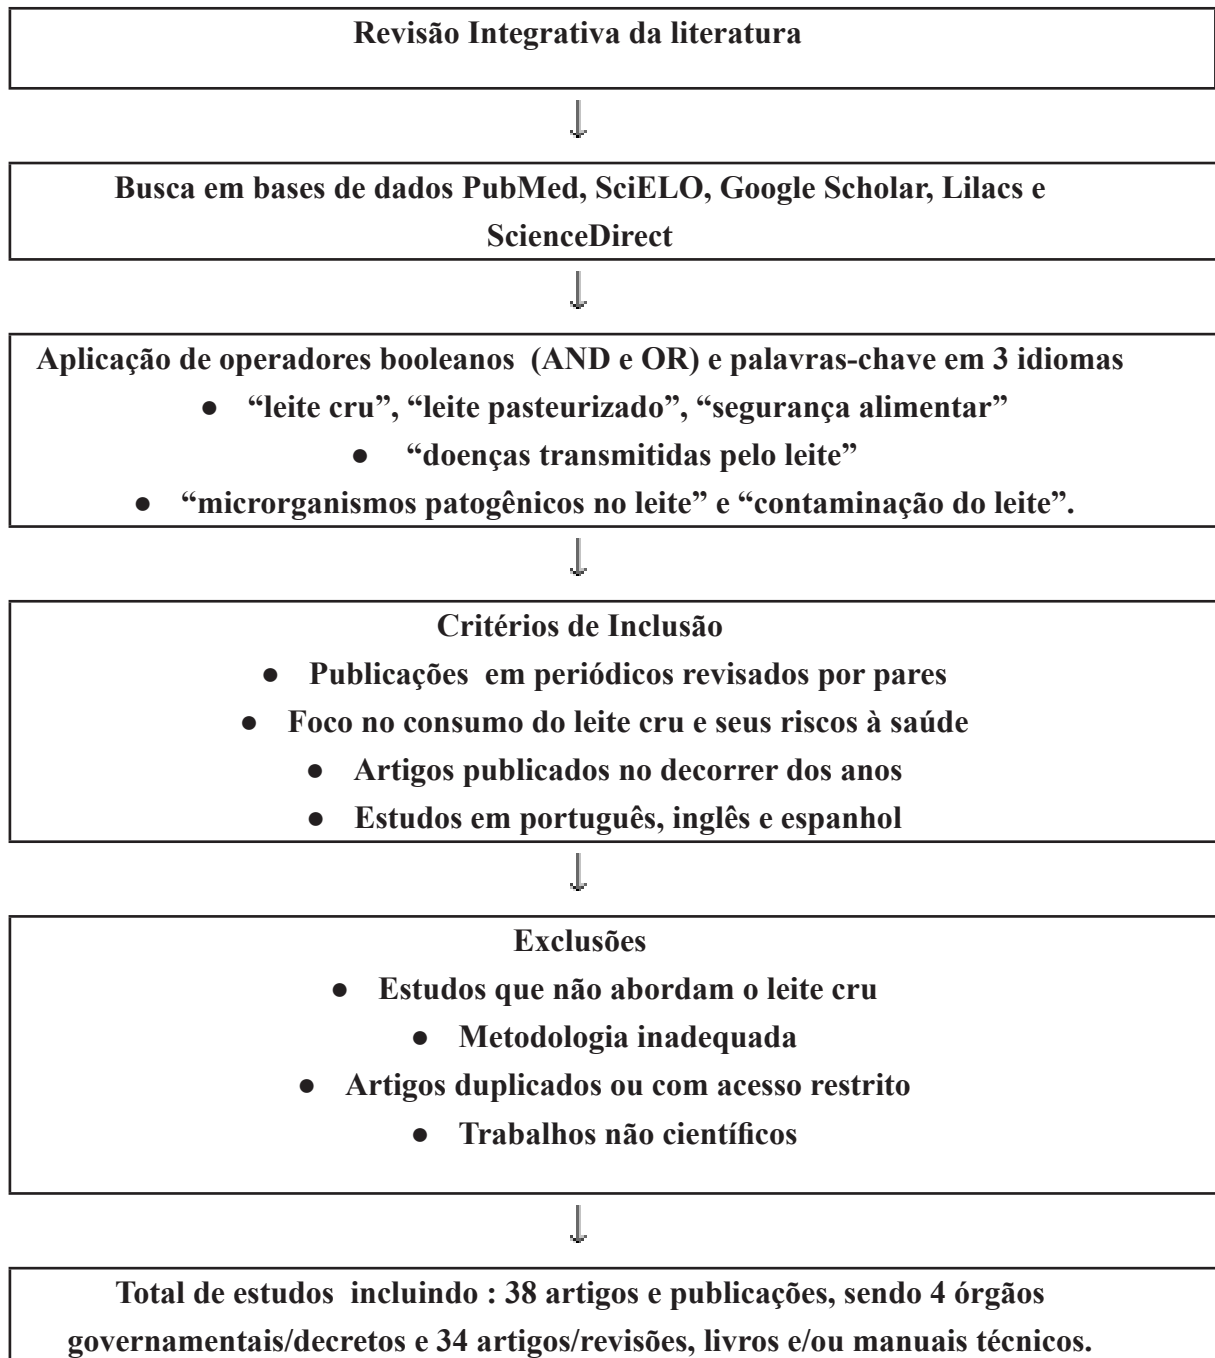 Revisão Integrativa da literatura
Busca em bases de dados PubMed, SciELO, Google Scholar, Lilacs e
ScienceDirect
Aplicação de operadores booleanos (AND e OR) e palavras-chave em 3 idiomas
● “leite cru”, “leite pasteurizado”, “segurança alimentar”
● “doenças transmitidas pelo leite”
● “microrganismos patogênicos no leite” e “contaminação do leite”.
Critérios de Inclusão
● Publicações em periódicos revisados por pares
● Foco no consumo do leite cru e seus riscos à saúde
● Artigos publicados no decorrer dos anos
● Estudos em português, inglês e espanhol
Exclusões
● Estudos que não abordam o leite cru
● Metodologia inadequada
● Artigos duplicados ou com acesso restrito
● Trabalhos não científicos
Total de estudos incluindo : 38 artigos e publicações, sendo 4 órgãos
governamentais/decretos e 34 artigos/revisões, livros e/ou manuais técnicos.